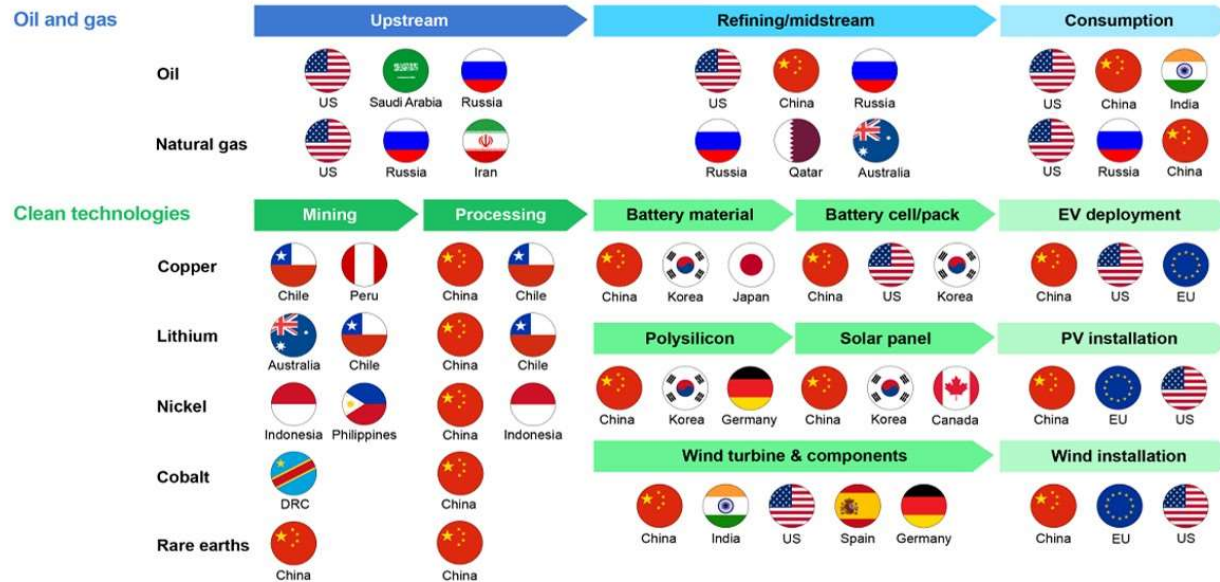 Oil and gas Upstream Refining/midstream Consumption
Oil
US Saudi Arabia Russia US China Russia US China India
Natural gas
US Russia Iran Russia Qatar Australia US Russia China
Clean technologies Mining Processing Battery material Battery cell/pack EV deployment
Copper
Chile Peru China Chile China Korea Japan China US Korea China US EU
Lithium
Australia Chile China Chile
Polysilicon Solar panel PV installation
Nickel
Indonesia Philippines China Indonesia China Korea Germany China Korea Canada China EU US
Wind turbine & components Wind installation
Cobalt
DRC China
China India US Spain Germany China EU US
Rare earths
China China